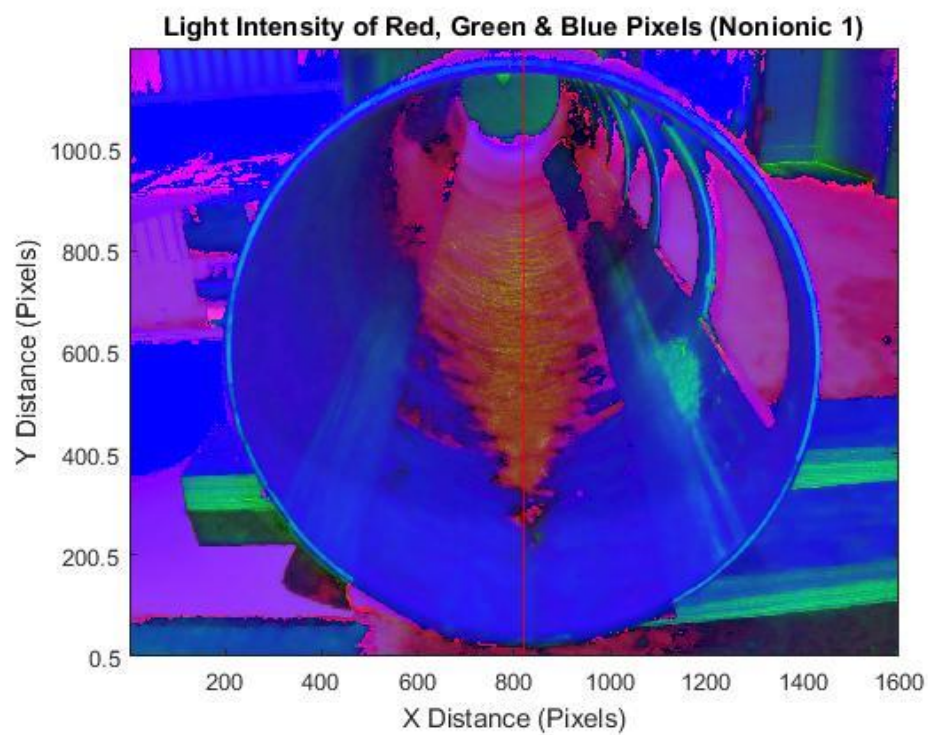 Light Intensity of Red, Green & Blue Pixels (Nonionic 1)
1000.5
800.5
600.5
400.5
200.5
0.5
Y Distance (Pixels)
200 400 600 800 1000 1200 1400 1600
X Distance (Pixels)